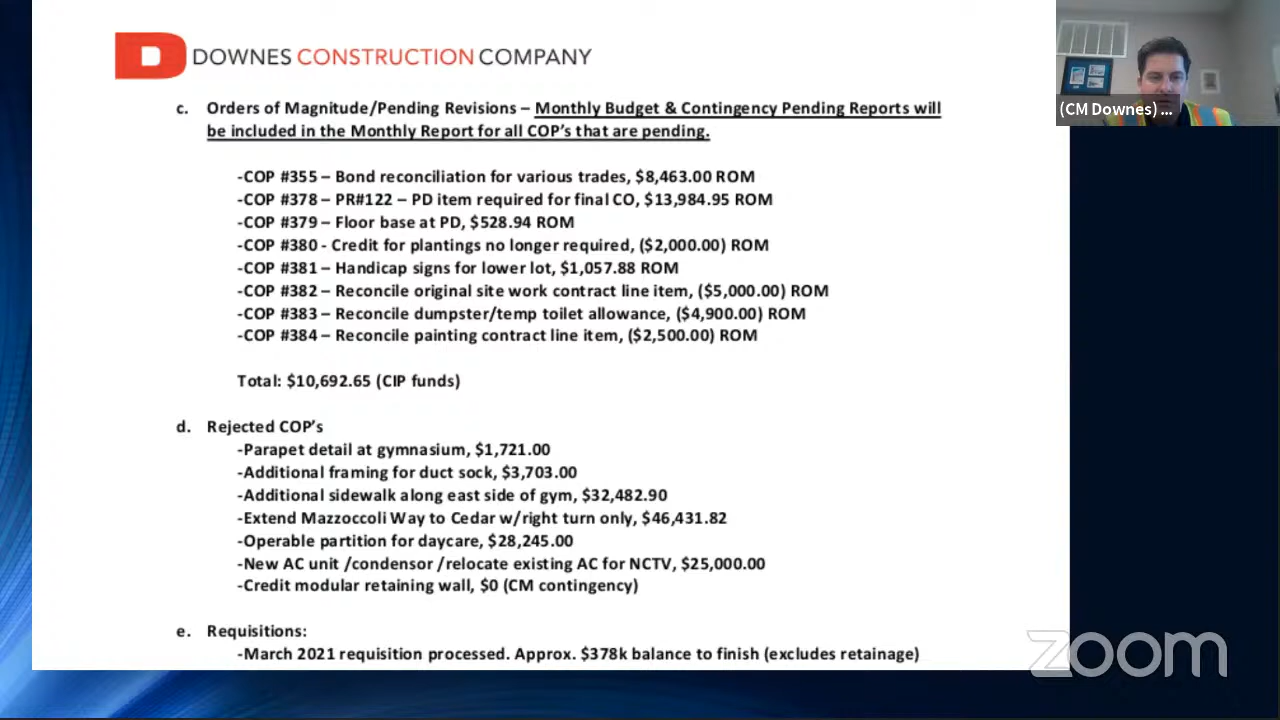 D DOWNES CONSTRUCTION COMPANY
c. Orders of Magnitude/Pending Revisions – Monthly Budget & Contingency Pending Reports will
be included in the Monthly Report for all COP's that are pending.
-COP #355 – Bond reconciliation for various trades, $8,463.00 ROM
-COP #378 – PR#122 – PD item required for final CO, $13,984.95 ROM
-COP #379 – Floor base at PD, $528.94 ROM
-COP #380 - Credit for plantings no longer required, ($2,000.00) ROM
-COP #381 – Handicap signs for lower lot, $1,057.88 ROM
-COP #382 – Reconcile original site work contract line item, ($5,000.00) ROM
-COP #383 – Reconcile dumpster/temp toilet allowance, ($4,900.00) ROM
-COP #384 – Reconcile painting contract line item, ($2,500.00) ROM
Total: $10,692.65 (CIP funds)
d. Rejected COP's
-Parapet detail at gymnasium, $1,721.00
-Additional framing for duct sock, $3,703.00
-Additional sidewalk along east side of gym, $32,482.90
-Extend Mazzoccoli Way to Cedar w/right turn only, $46,431.82
-Operable partition for daycare, $28,245.00
-New AC unit /condensor /relocate existing AC for NCTV, $25,000.00
-Credit modular retaining wall, $0 (CM contingency)
e. Requisitions:
-March 2021 requisition processed. Approx. $378k balance to finish (excludes retainage)
(CM Downes) ...
zoom